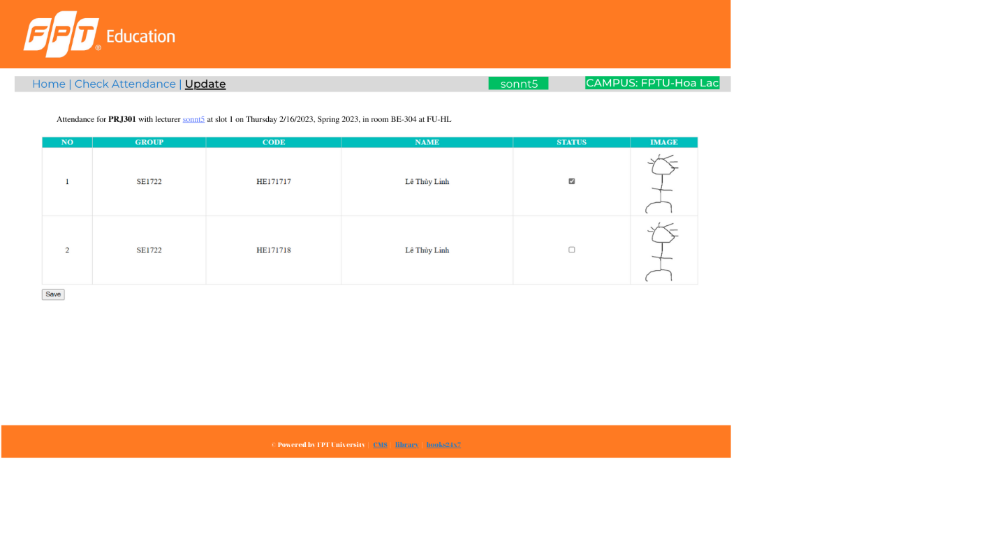 FPT® Education
Home | Check Attendance | Update sonnt5 CAMPUS: FPTU-Hoa Lac
Attendance for PRJ301 with lecturer sonnt5 at slot 1 on Thursday 2/16/2023, Spring 2023, in room BE-304 at FU-HL
NO GROUP CODE NAME STATUS IMAGE
1 SE1722 HE171717 Lê Thùy Linh
2 SE1722 HE171718 Lê Thùy Linh
Save
© Powered by FPT University | CMS | library | books24x7